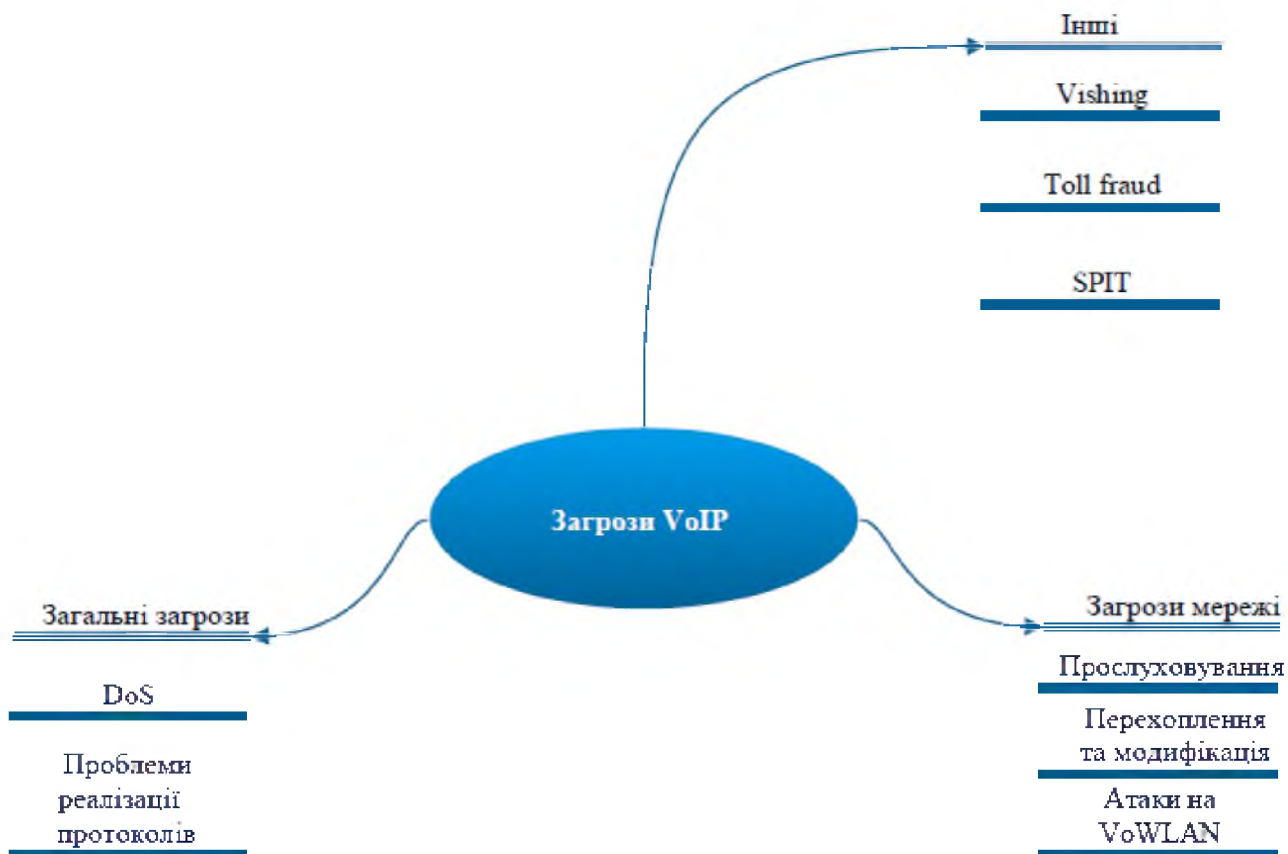 Інші
Vishing
Toll fraud
SPIT
Загрози VoIP
Загальні загрози
DoS
Проблеми
реалізації
протоколів
Загрози мережі
Прослуховування
Перехоплення
та модифікація
Атаки на
VoWLAN